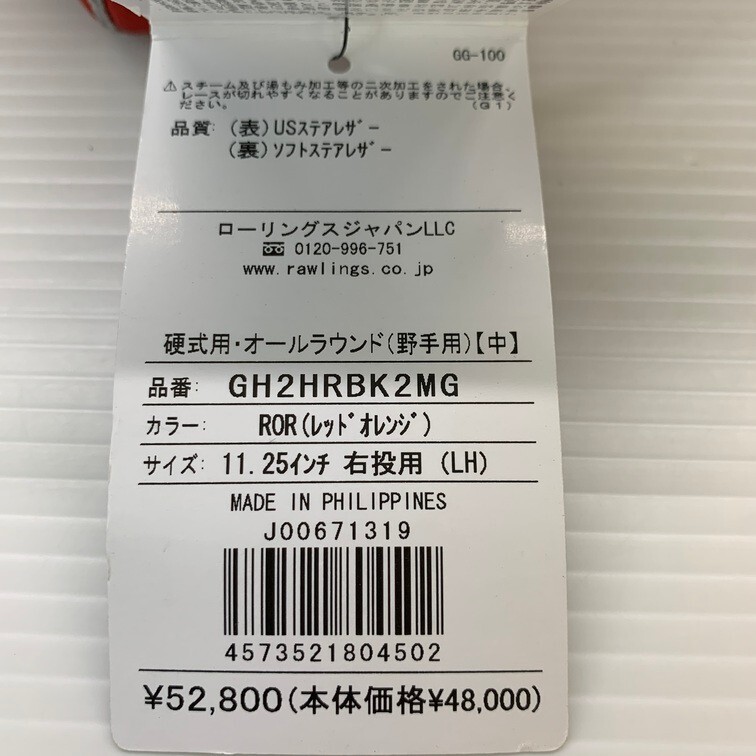 GG-100
⚠スチーム及び湯もみ加工等の二次加工をされた場合、
レースが切れやすくなることがありますのでご注意く
ださい。
(G1)
品質: (表)USステアレザー
(裏)ソフトステアレザー
ローリングスジャパンLLC
0120-996-751
www.rawlings.co.jp
硬式用・オールラウンド(野手用)【中】
品番: GH2HRBK2MG
カラー: ROR(レッドオレンジ)
サイズ: 11.25インチ 右投用 (LH)
MADE IN PHILIPPINES
J00671319
4573521804502
¥52,800(本体価格¥48,000)